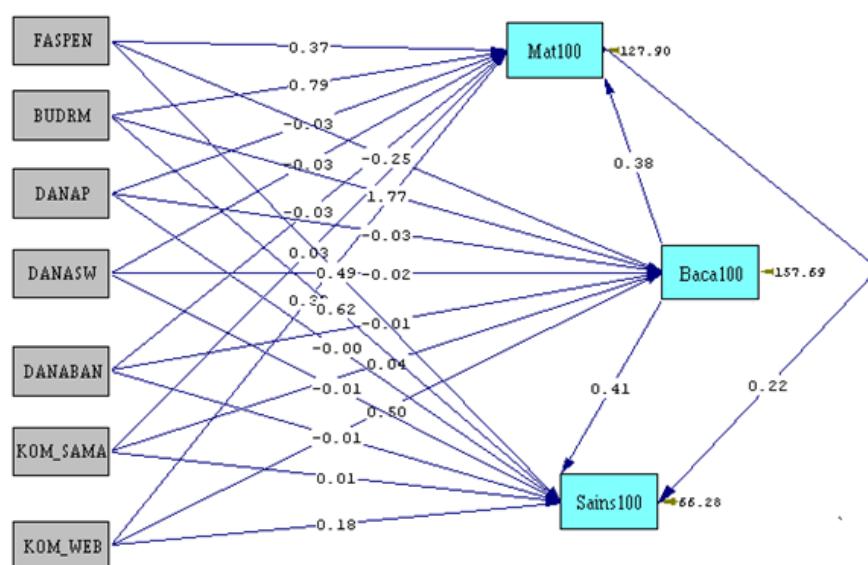 FASPEN
BUDRM
DANAP
DANASW
DANABAN
KOM_SAMA
KOM_WEB
Mat100
127.90
Baca100
157.69
Sains100
66.28
0.37
0.79
-0.03
-0.03
-0.03
0.03
-0.25
1.77
-0.03
0.49
-0.02
0.62
-0.01
-0.00
0.04
-0.01
0.50
-0.01
0.01
0.18
0.38
0.41
0.22